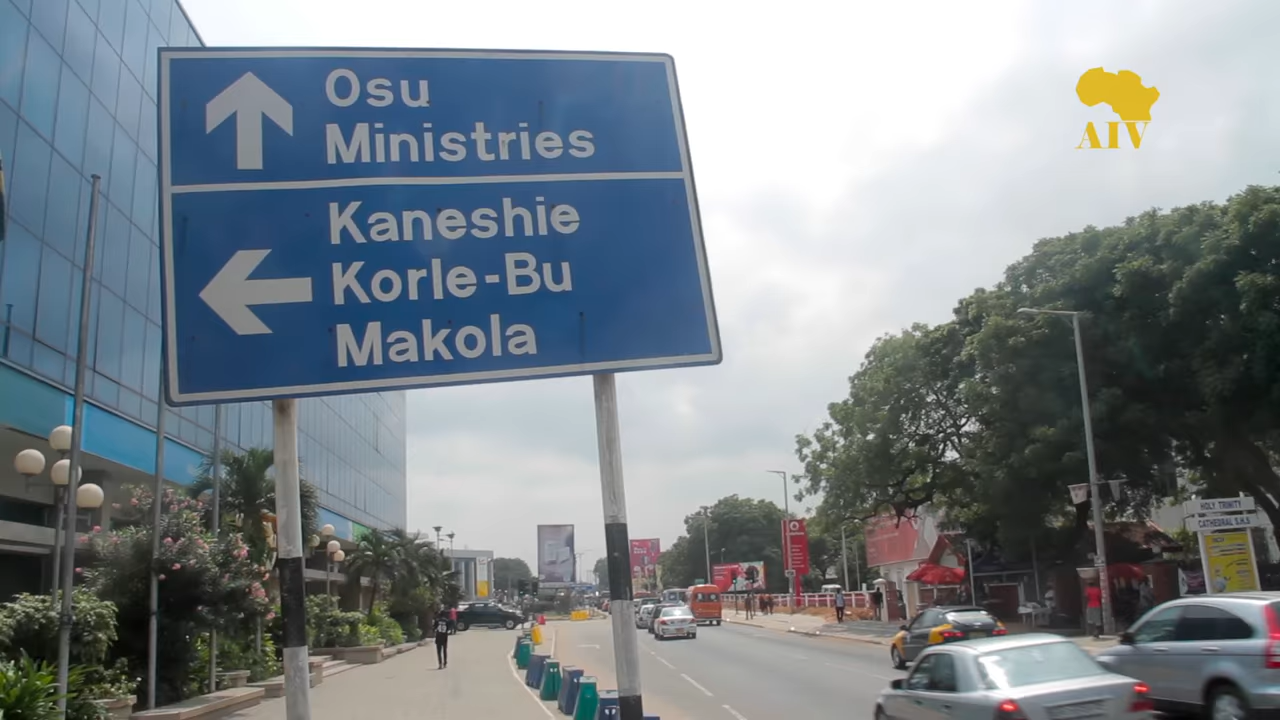 Osu
Ministries
Kaneshie
Korle-Bu
Makola
AIV
HOLY TRINITY
CATHEDRAL S.H.S